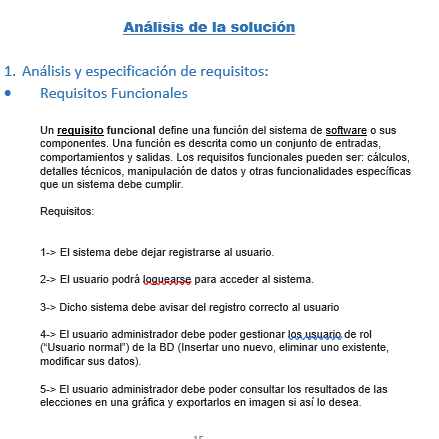 Análisis de la solución
1. Análisis y especificación de requisitos:
• Requisitos Funcionales
Un requisito funcional define una función del sistema de software o sus
componentes. Una función es descrita como un conjunto de entradas,
comportamientos y salidas. Los requisitos funcionales pueden ser: cálculos,
detalles técnicos, manipulación de datos y otras funcionalidades específicas
que un sistema debe cumplir.
Requisitos:
1-> El sistema debe dejar registrarse al usuario.
2-> El usuario podrá loguearse para acceder al sistema.
3-> Dicho sistema debe avisar del registro correcto al usuario
4-> El usuario administrador debe poder gestionar los usuario de rol
("Usuario normal") de la BD (Insertar uno nuevo, eliminar uno existente,
modificar sus datos).
5-> El usuario administrador debe poder consultar los resultados de las
elecciones en una gráfica y exportarlos en imagen si así lo desea.